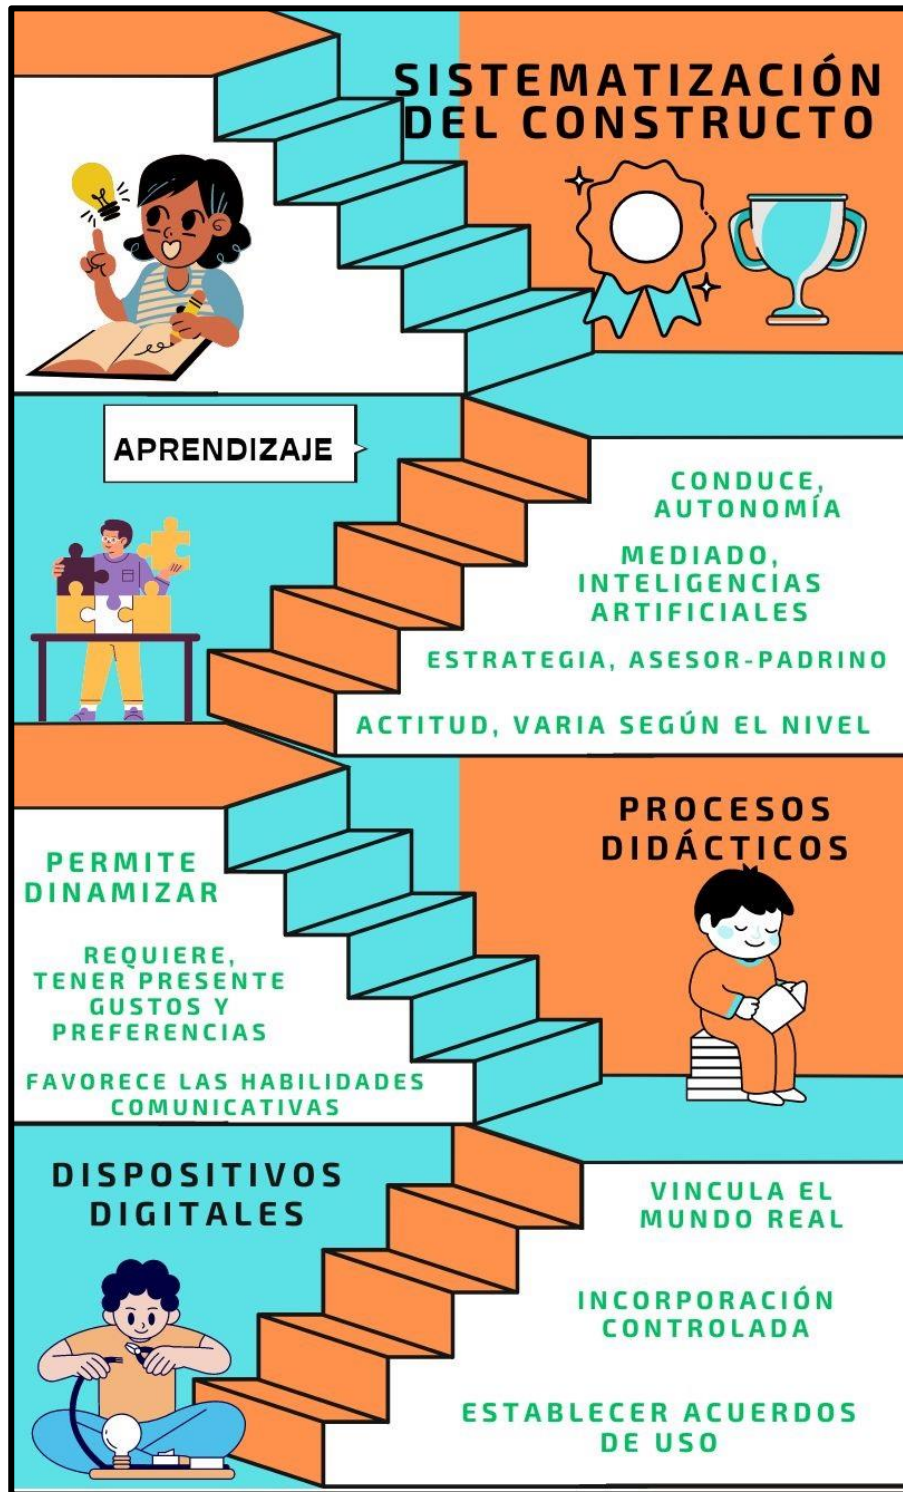 SISTEMATIZACIÓN
DEL CONSTRUCTO
APRENDIZAJE
CONDUCE,
AUTONOMÍA
MEDIADO,
INTELIGENCIAS
ARTIFICIALES
ESTRATEGIA, ASESOR-PADRINO
ACTITUD, VARIA SEGÚN EL NIVEL
PROCESOS
DIDÁCTICOS
PERMITE
DINAMIZAR
REQUIERE,
TENER PRESENTE
GUSTOS Y
PREFERENCIAS
FAVORECE LAS HABILIDADES
COMUNICATIVAS
DISPOSITIVOS
DIGITALES
VINCULA EL
MUNDO REAL
INCORPORACIÓN
CONTROLADA
ESTABLECER ACUERDOS
DE USO